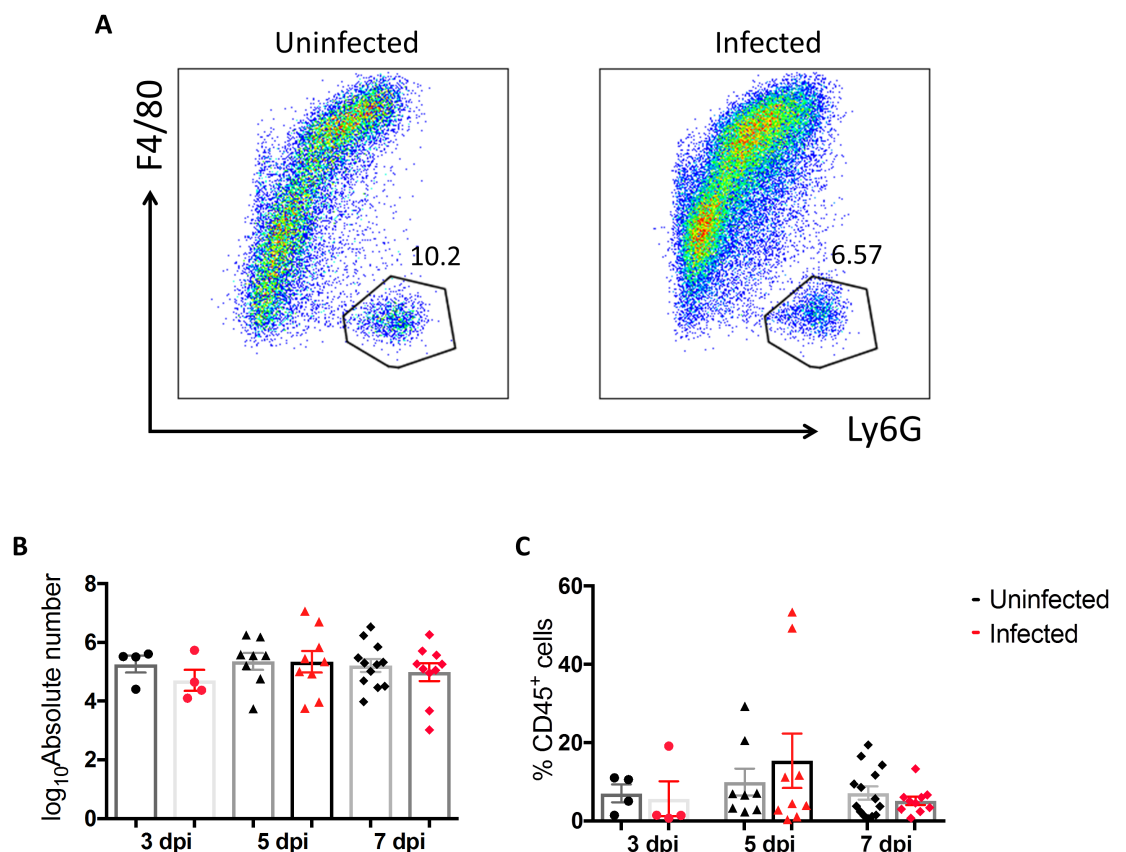 A
Uninfected
Infected
F4/80
10.2
6.57
Ly6G
B
C
log10Absolute number
8
6
4
2
0
3 dpi
5 dpi
7 dpi
% CD45+ cells
60
40
20
0
3 dpi
5 dpi
7 dpi
- Uninfected
- Infected